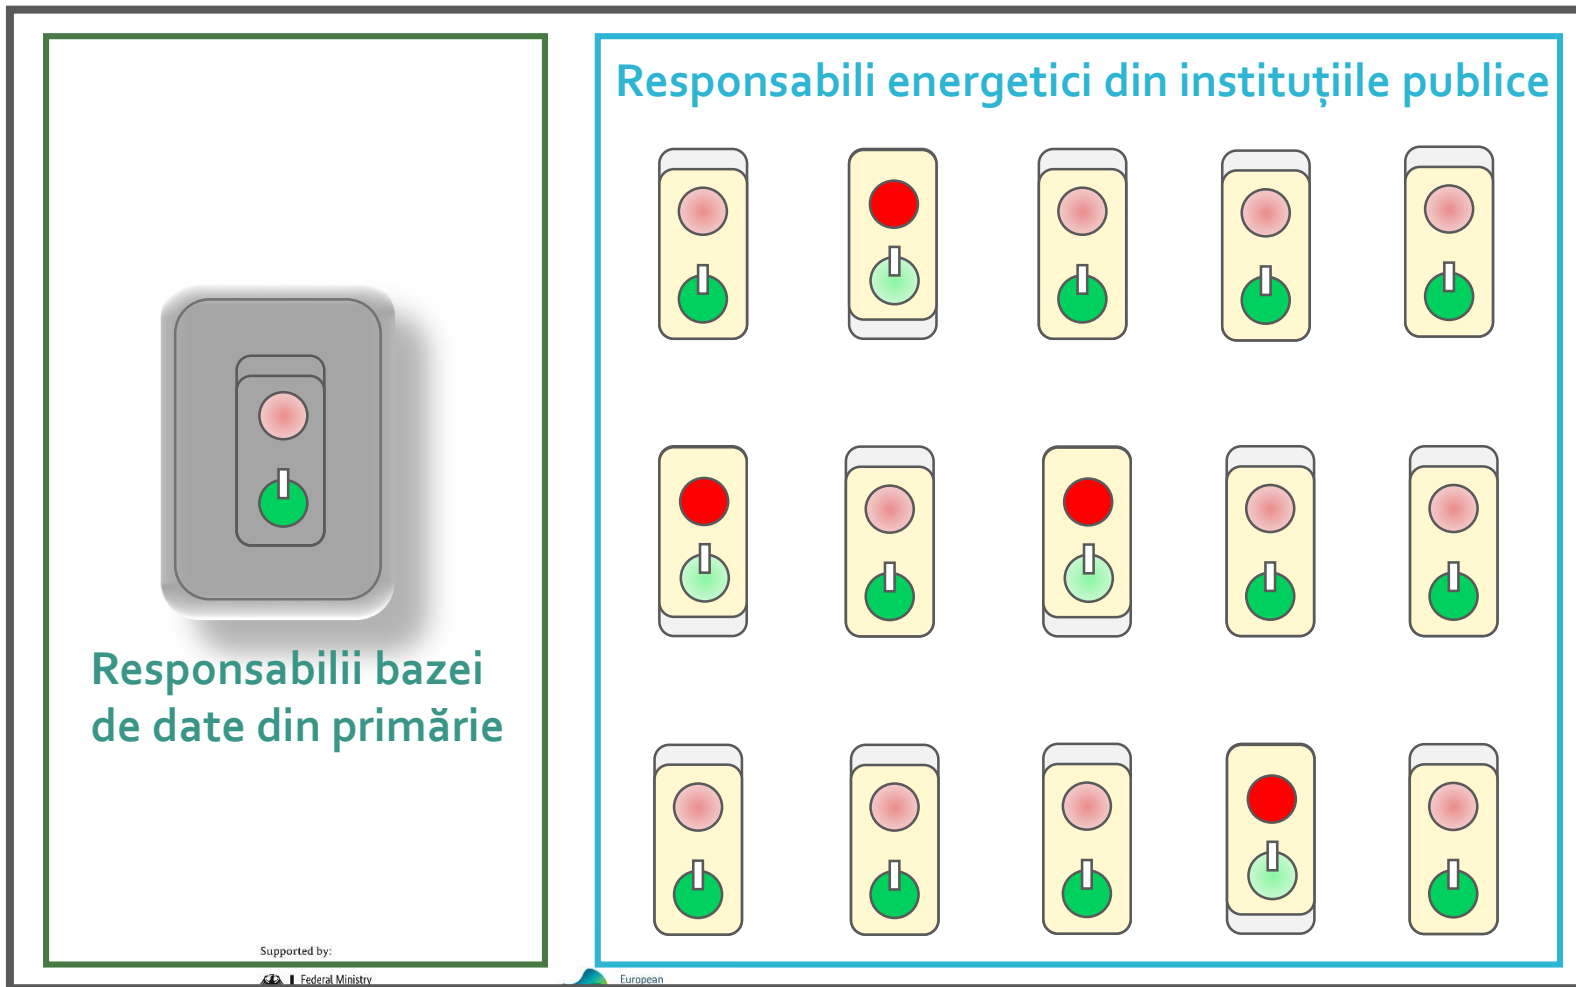 Responsabili energetici din instituțiile publice
Responsabilii bazei
de date din primărie
Supported by:
Federal Ministry
European